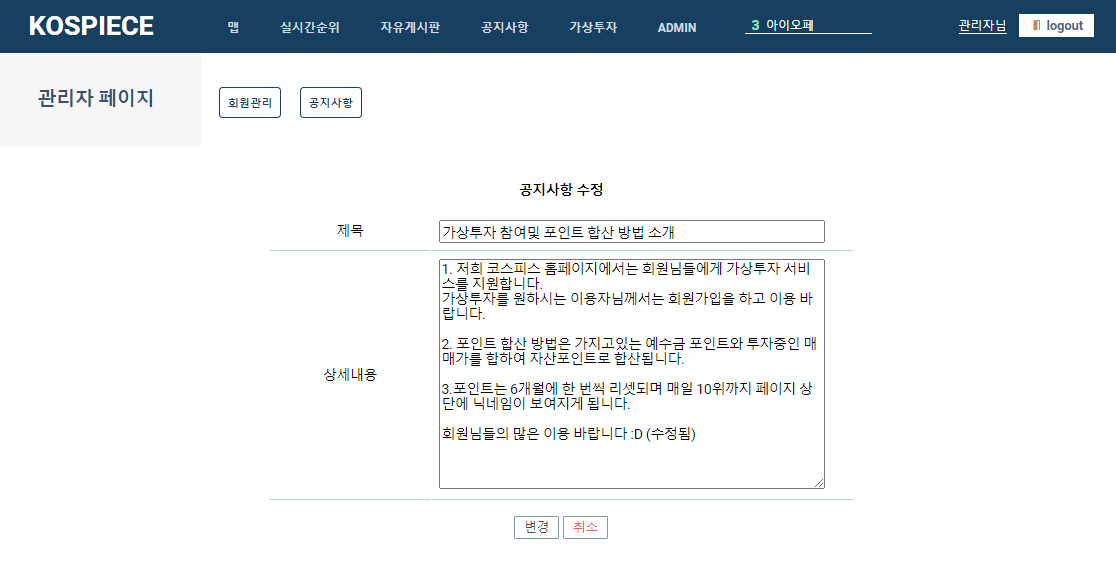 KOSPIECE 맵 실시간순위 자유게시판 공지사항 가상투자 ADMIN 3 아이오페 관리자님 logout
관리자 페이지 회원관리 공지사항
공지사항 수정
제목 가상투자 참여및 포인트 합산 방법 소개
1. 저희 코스피스 홈페이지에서는 회원님들에게 가상투자 서비
스를 지원합니다.
가상투자를 원하시는 이용자님께서는 회원가입을 하고 이용 바
랍니다.
2. 포인트 합산 방법은 가지고있는 예수금 포인트와 투자중인 매
매가를 합하여 자산포인트로 합산됩니다.
상세내용
3.포인트는 6개월에 한 번씩 리셋되며 매일 10위까지 페이지 상
단에 닉네임이 보여지게 됩니다.
회원님들의 많은 이용 바랍니다 :D (수정됨)
변경 취소